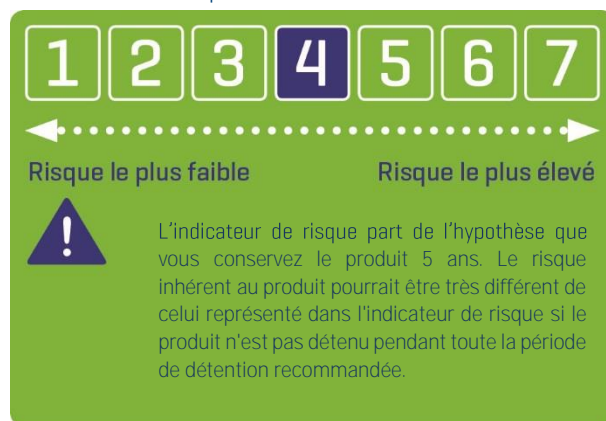 1 2 3 4 5 6 7
Risque le plus faible Risque le plus élevé
!
L'indicateur de risque part de l'hypothèse que
vous conservez le produit 5 ans. Le risque
inhérent au produit pourrait être très différent de
celui représenté dans l'indicateur de risque si le
produit n'est pas détenu pendant toute la période
de détention recommandée.